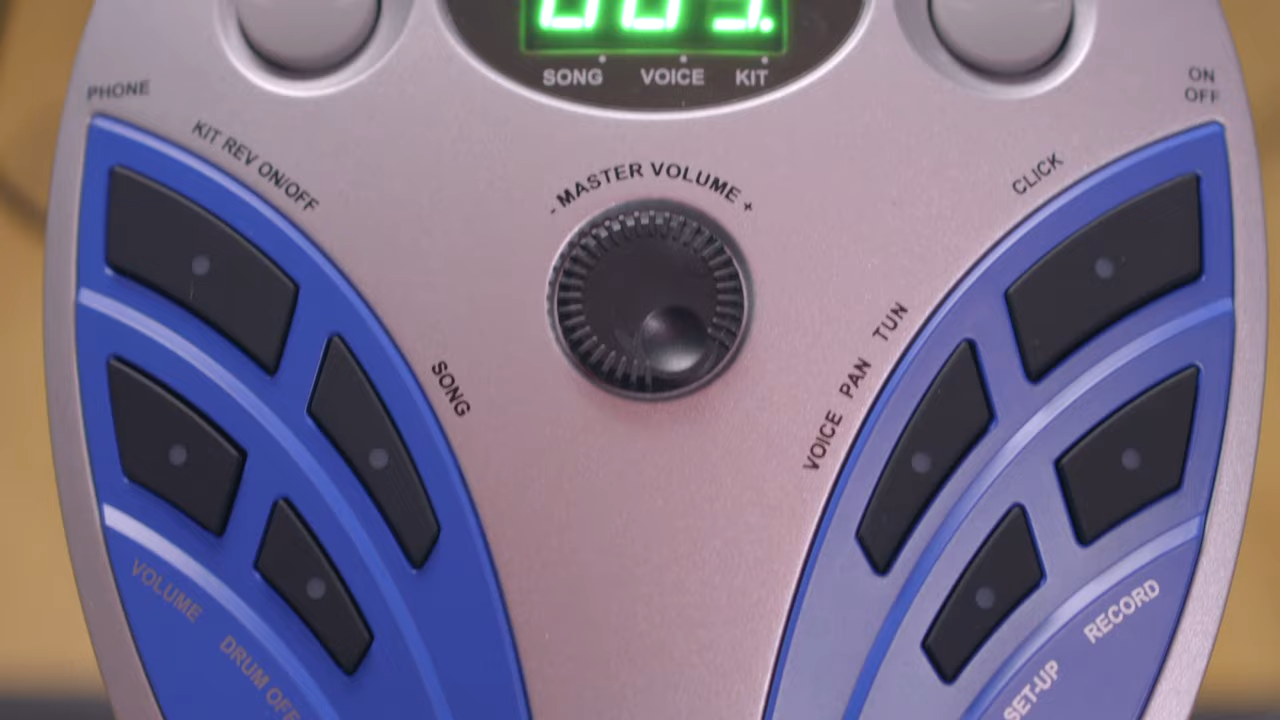 003.
SONG VOICE KIT
PHONE
ON
OFF
KIT REV ON/OFF
- MASTER VOLUME +
CLICK
SONG
VOICE PAN TUN
VOLUME
DRUM OFF
RECORD
SET-UP